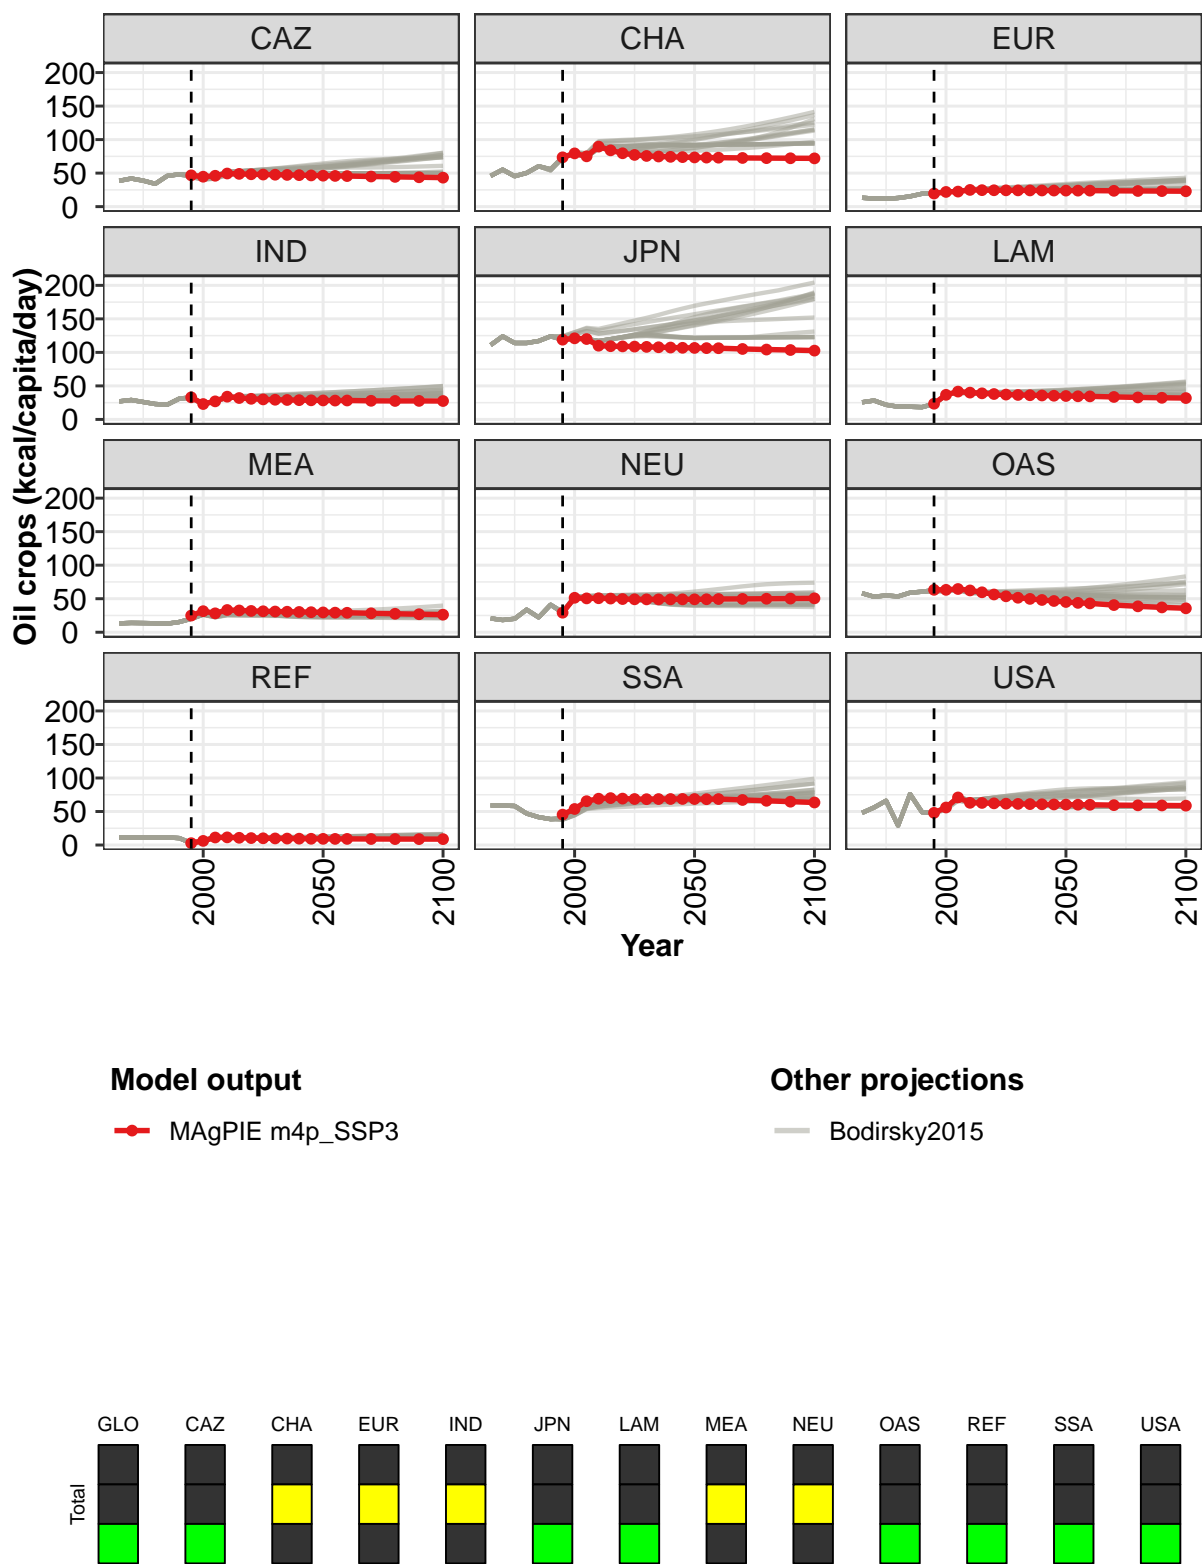 CAZ CHA EUR
200
150
100
50
0
IND JPN LAM
200
150
100
50
0
MEA NEU OAS
200
150
100
50
0
REF SSA USA
200
150
100
50
0
Oil crops (kcal/capita/day)
2000 2050 2100 2000 2050 2100 2000 2050 2100
Year
Model output Other projections
MAgPIE m4p_SSP3 Bodirsky2015
GLO CAZ CHA EUR IND JPN LAM MEA NEU OAS REF SSA USA
Total